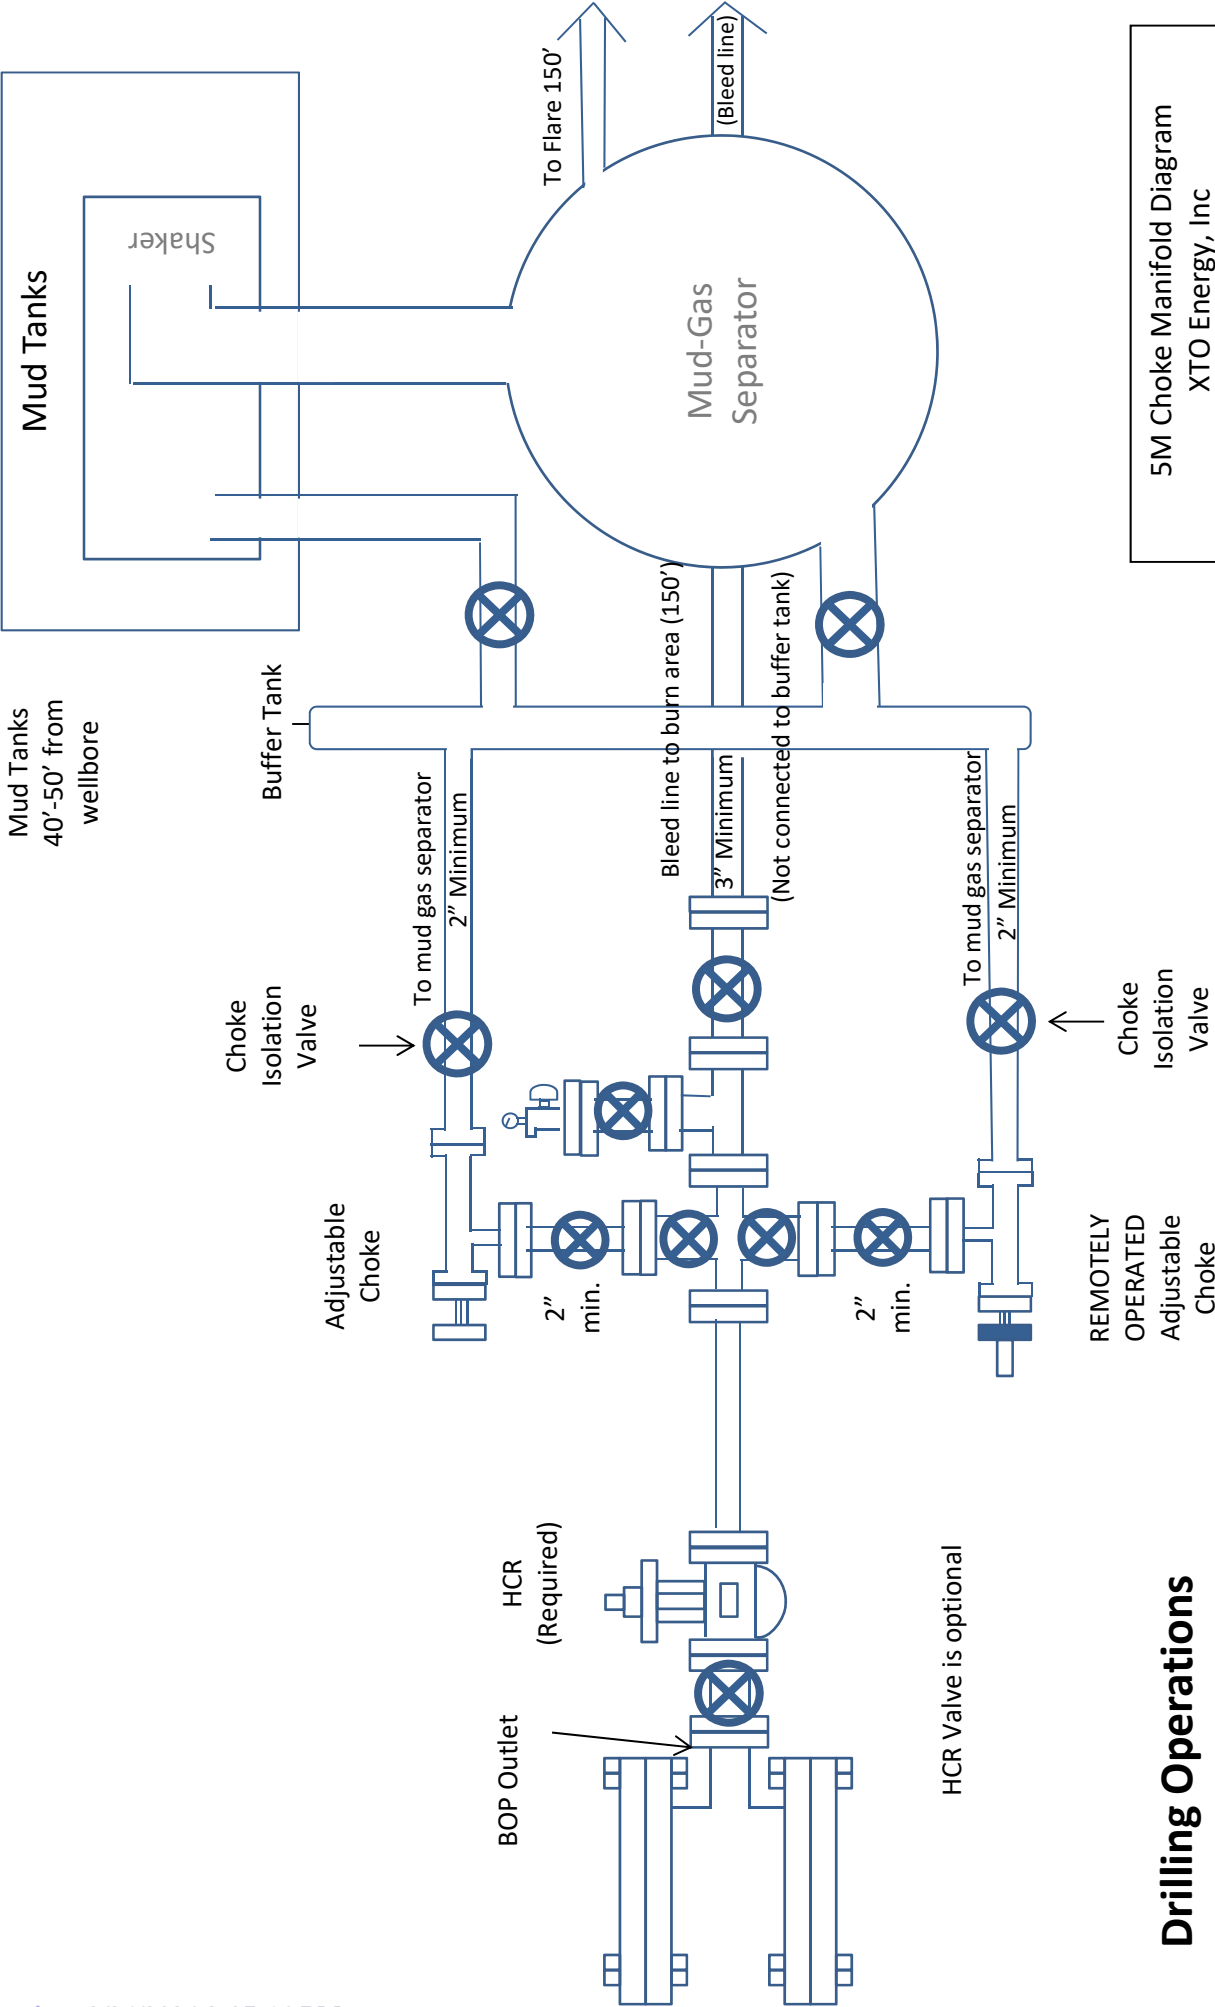 Mud Tanks
Shaker
Mud Tanks
40’-50’ from
wellbore
Buffer Tank
To Flare 150’
(Bleed line)
Mud-Gas
Separator
Choke
Isolation
Valve
To mud gas separator
2” Minimum
Bleed line to burn area (150’)
3” Minimum
(Not connected to buffer tank)
To mud gas separator
2” Minimum
Choke
Isolation
Valve
Adjustable
Choke
2”
min.
2”
min.
REMOTELY
OPERATED
Adjustable
Choke
HCR
(Required)
BOP Outlet
HCR Valve is optional
Drilling Operations
5M Choke Manifold Diagram
XTO Energy, Inc